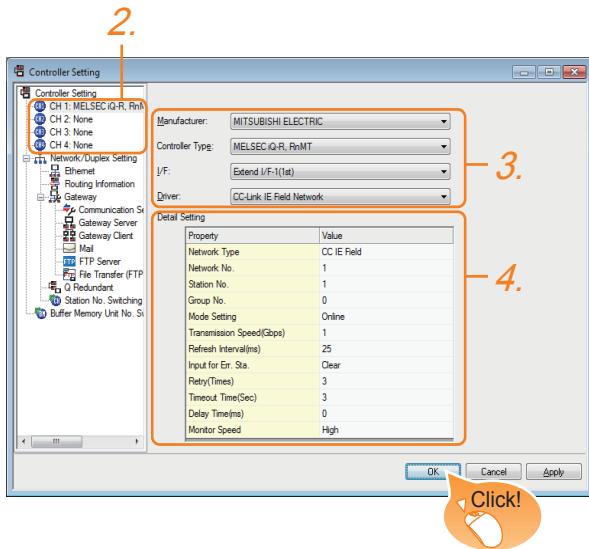 2.
Controller Setting
Controller Setting
CH 1: MELSEC iQ-R, RnM
CH 2: None
CH 3: None
CH 4: None
Network/Duplex Setting
Ethernet
Routing Information
Gateway
Communication Se
Gateway Server
Gateway Client
Mail
FTP FTP Server
File Transfer (FTP
Q Redundant
Station No. Switching
Buffer Memory Unit No. Sw
Manufacturer: MITSUBISHI ELECTRIC
Controller Type: MELSEC iQ-R, RnMT
I/F: Extend I/F-1(1st)
Driver: CC-Link IE Field Network
3.
Detail Setting
Property Value
Network Type CC IE Field
Network No. 1
Station No. 1
Group No. 0
Mode Setting Online
Transmission Speed(Gbps) 1
Refresh Interval(ms) 25
Input for Err. Sta. Clear
Retry(Times) 3
Timeout Time(Sec) 3
Delay Time(ms) 0
Monitor Speed High
4.
OK Cancel Apply
Click!